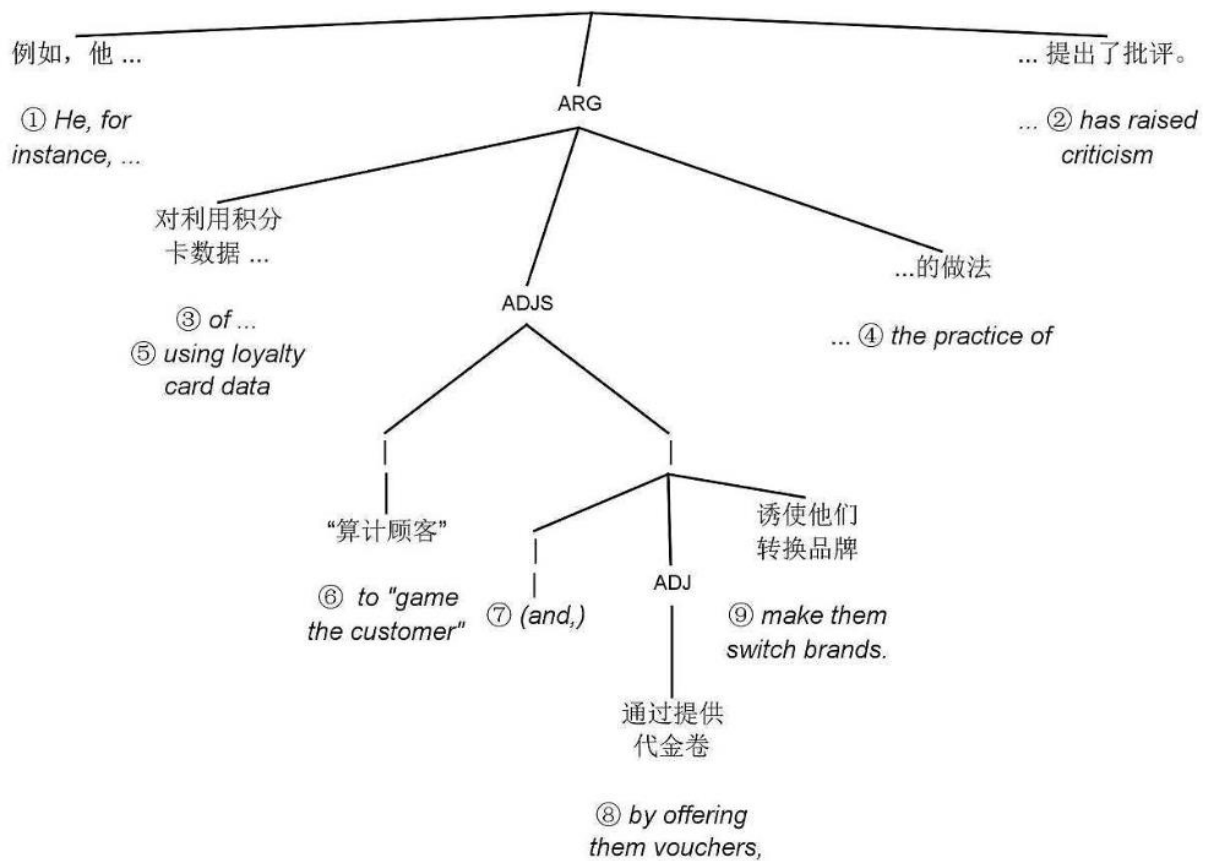 例如，他 ...
... 提出了批评。
ARG
① He, for
instance, ...
... ② has raised
criticism
对利用积分
卡数据 ...
...的做法
ADJS
③ of ...
⑤ using loyalty
card data
... ④ the practice of
“算计顾客”
诱使他们
转换品牌
ADJ
⑥ to "game
the customer"
⑦ (and,)
⑨ make them
switch brands.
通过提供
代金卷
⑧ by offering
them vouchers,